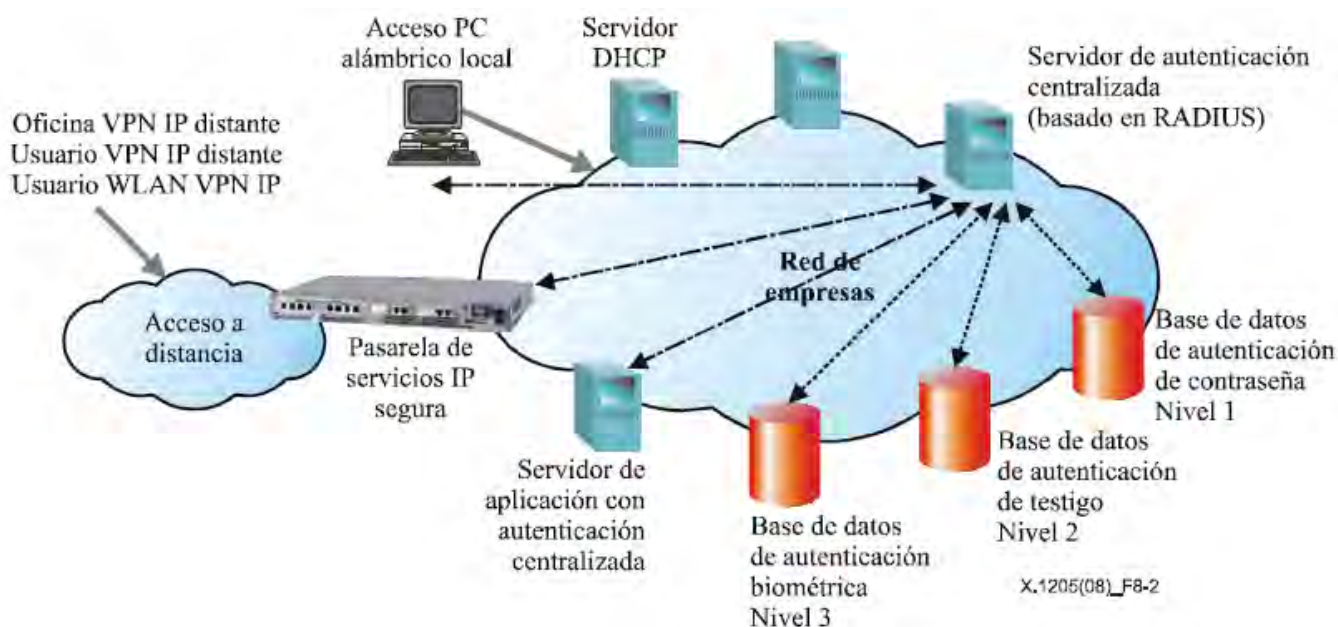 Acceso PC
alámbrico local
Servidor
DHCP
Servidor de autenticación
centralizada
(basado en RADIUS)
Oficina VPN IP distante
Usuario VPN IP distante
Usuario WLAN VPN IP
Red de
empresas
Acceso a
distancia
Pasarela de
servicios IP
segura
Base de datos
de autenticación
de contraseña
Nivel 1
Base de datos
de autenticación
de testigo
Nivel 2
Servidor de
aplicación con
autenticación
centralizada
Base de datos
de autenticación
biométrica
Nivel 3
X.1205(08)_F8-2